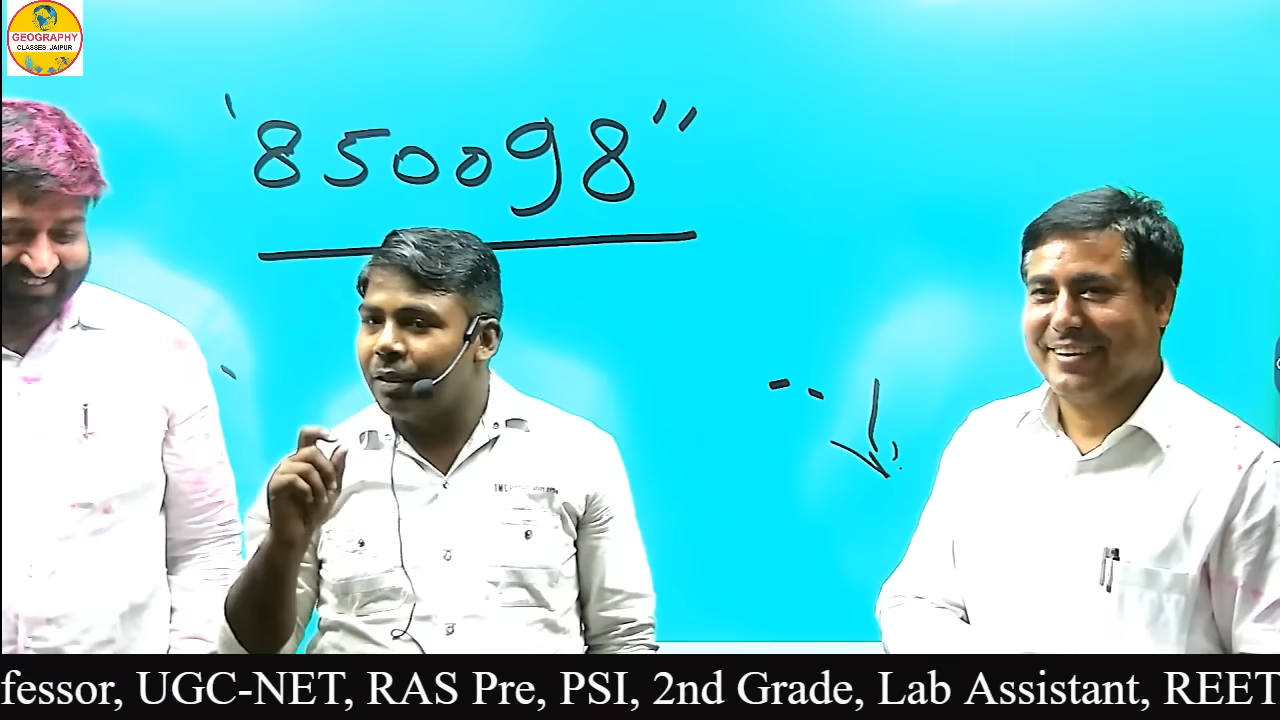 GEOGRAPHY
CLASSES, JAIPUR
'850098"
fessor, UGC-NET, RAS Pre, PSI, 2nd Grade, Lab Assistant, REET